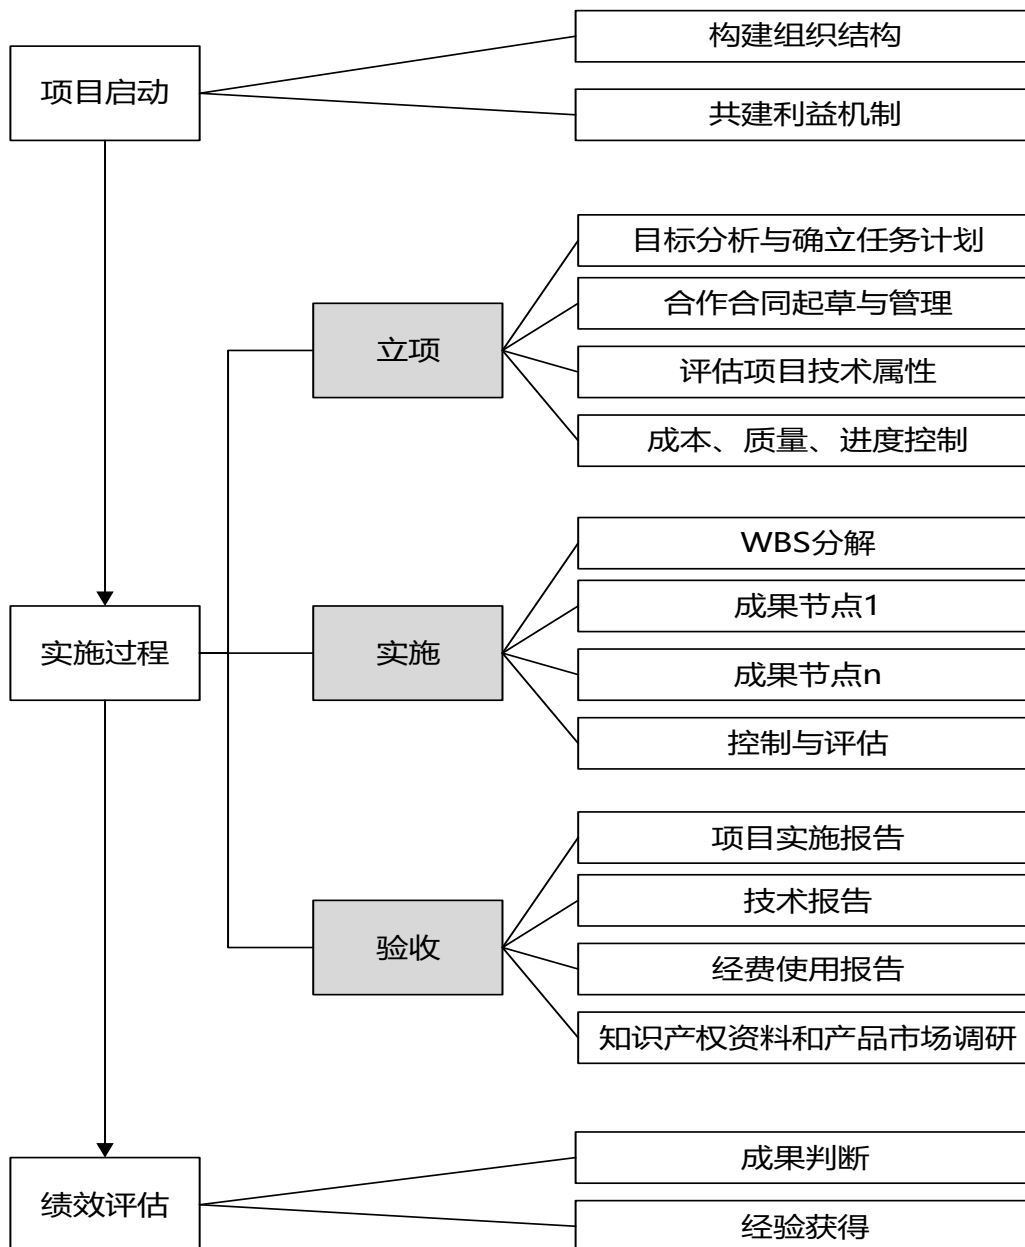 项目启动
构建组织结构
共建利益机制
实施过程
立项
目标分析与确立任务计划
合作合同起草与管理
评估项目技术属性
成本、质量、进度控制
实施
WBS分解
成果节点1
成果节点n
控制与评估
验收
项目实施报告
技术报告
经费使用报告
知识产权资料和产品市场调研
绩效评估
成果判断
经验获得